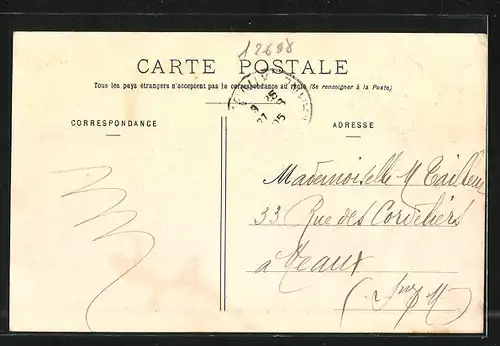 12698
CARTE POSTALE
Tous les pays étrangers n'acceptent pas la correspondance au recto (Se renseigner à la Poste)
CORRESPONDANCE
ADRESSE
Mademoiselle M
33 Rue des Cordeliers
à Meaux